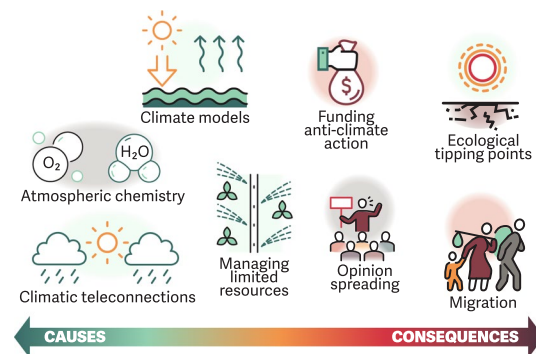 Climate models
$
Funding
anti-climate
action
Ecological
tipping points
O₂
H₂O
Atmospheric chemistry
Climatic teleconnections
Managing
limited
resources
Opinion
spreading
Migration
CAUSES
CONSEQUENCES